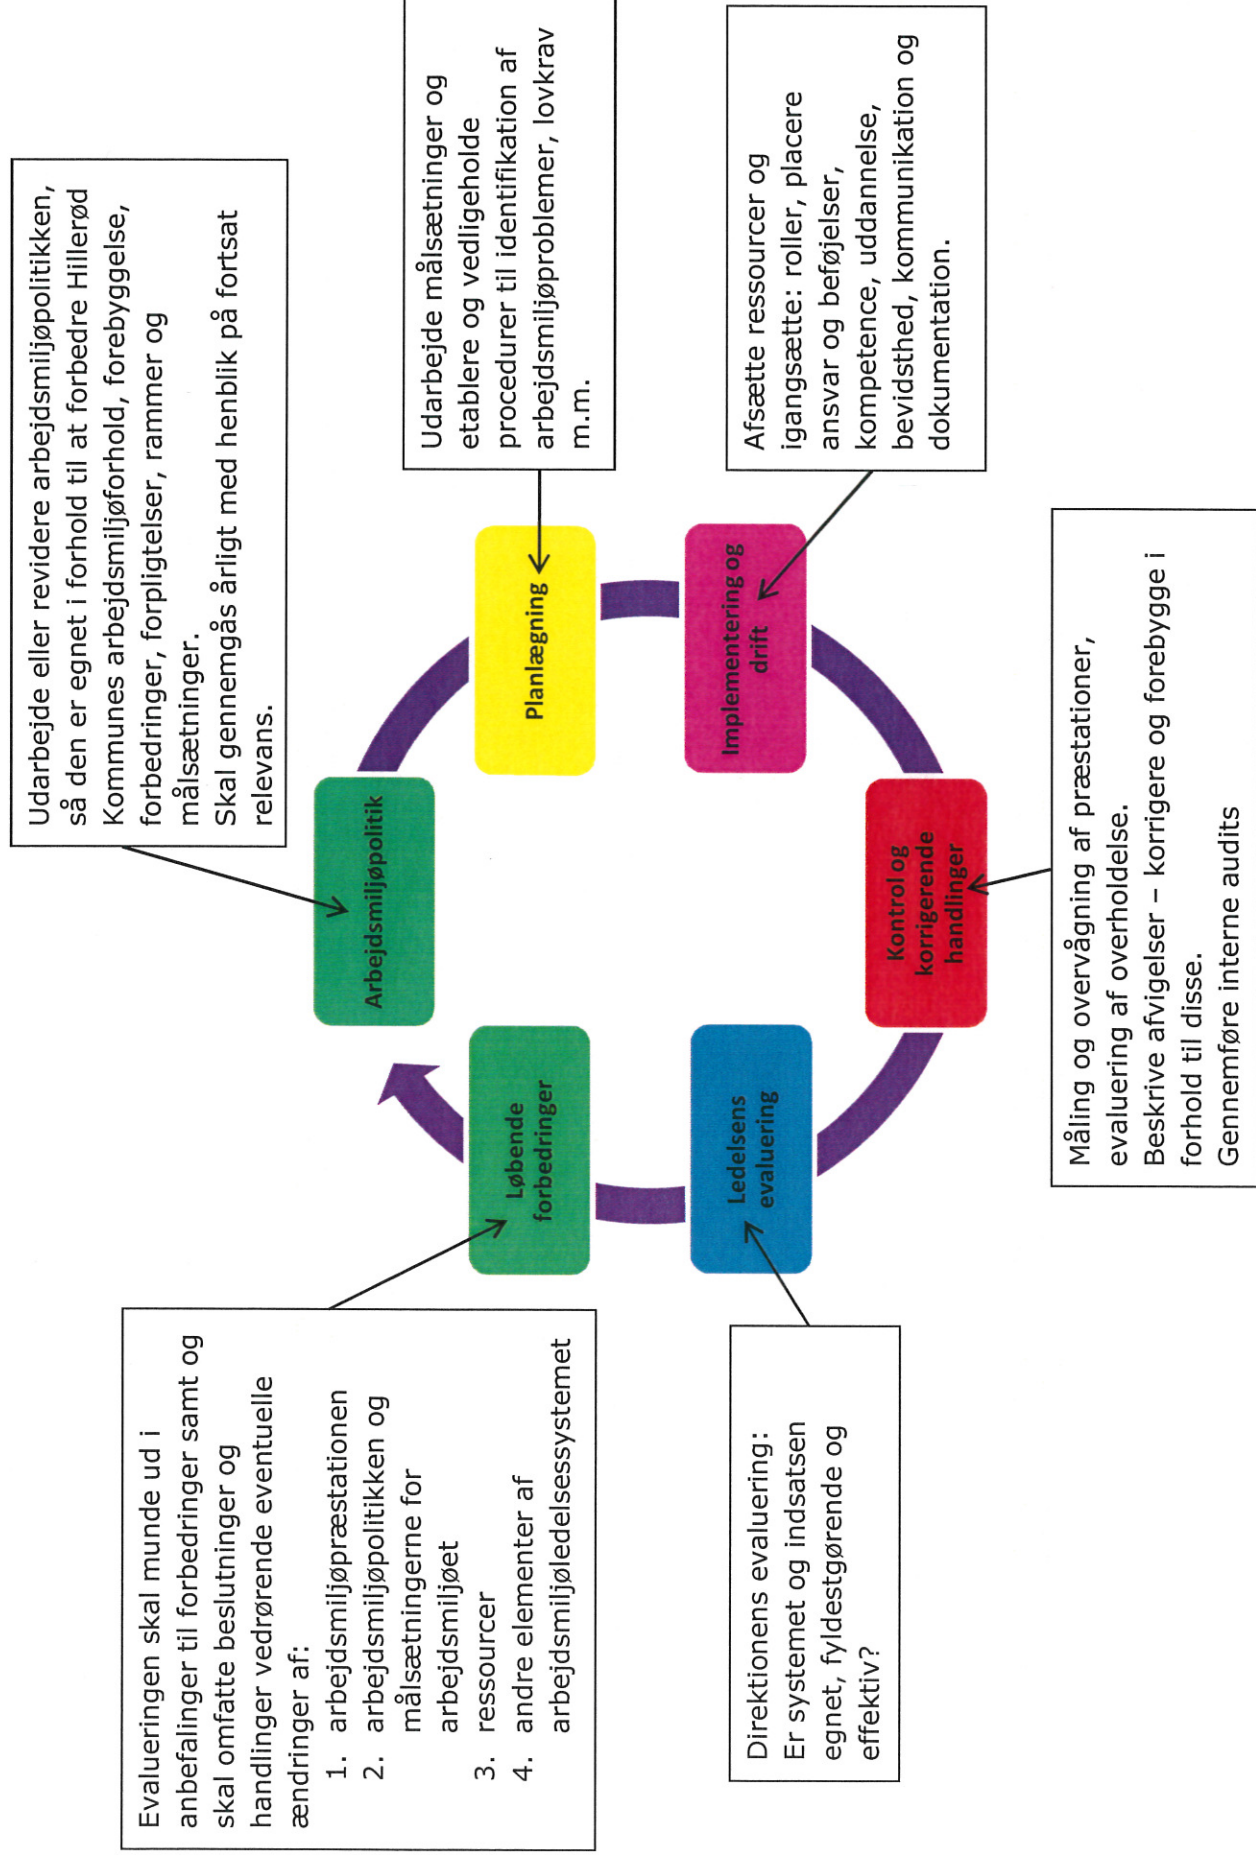 Udarbejde eller revidere arbejdsmiljøpolitikken,
så den er egnet i forhold til at forbedre Hillerød
Kommunes arbejdsmiljøforhold, forebyggelse,
forbedringer, forpligtelser, rammer og
målsætninger.
Skal gennemgås årligt med henblik på fortsat
relevans.
Arbejdsmiljøpolitik
Udarbejde målsætninger og
etablere og vedligeholde
procedurer til identifikation af
arbejdsmiljøproblemer, lovkrav
m.m.
Planlægning
Afsætte ressourcer og
igangsætte: roller, placere
ansvar og beføjelser,
kompetence, uddannelse,
bevidsthed, kommunikation og
dokumentation.
Implementering og
drift
Kontrol og
korrigerende
handlinger
Måling og overvågning af præstationer,
evaluering af overholdelse.
Beskrive afvigelser – korrigere og forebygge i
forhold til disse.
Gennemføre interne audits
Ledelsens
evaluering
Direktionens evaluering:
Er systemet og indsatsen
egnet, fyldestgørende og
effektiv?
Løbende
forbedringer
Evalueringen skal munde ud i
anbefalinger til forbedringer samt og
skal omfatte beslutninger og
handlinger vedrørende eventuelle
ændringer af:
1. arbejdsmiljøpræstationen
2. arbejdsmiljøpolitikken og
målsætningerne for
arbejdsmiljøet
3. ressourcer
4. andre elementer af
arbejdsmiljøledelsessystemet